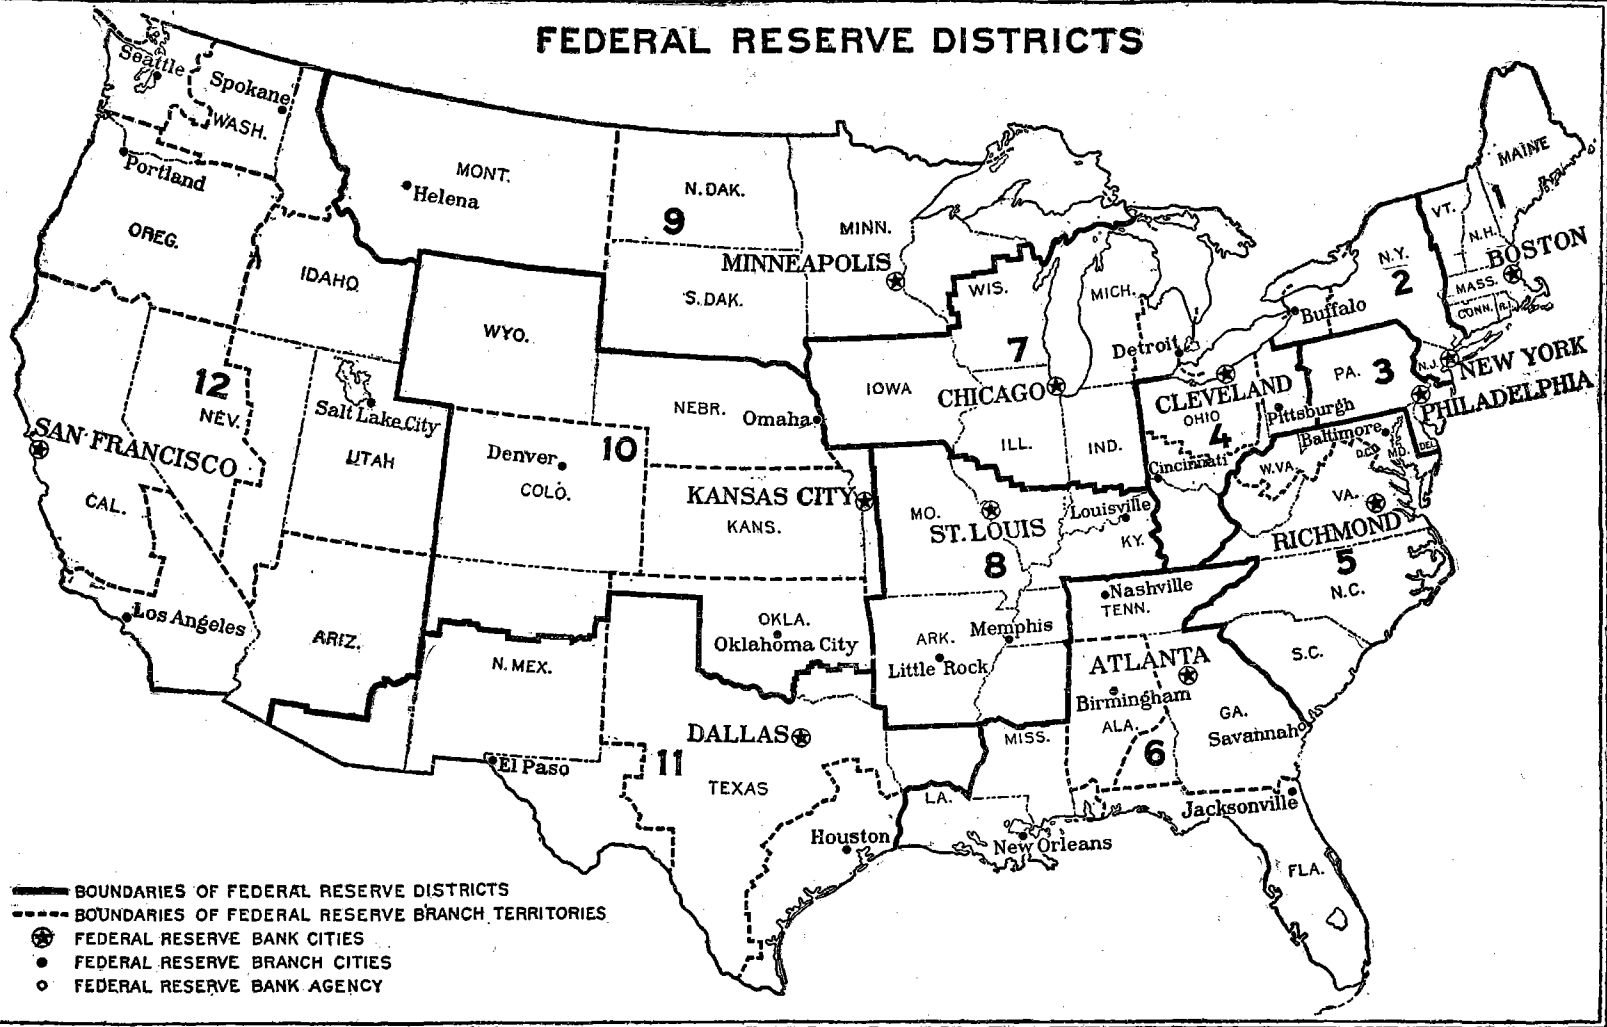 FEDERAL RESERVE DISTRICTS
Seattle
Spokane
WASH.
Portland
OREG.
MONT.
Helena
IDAHO
N. DAK.
9
MINN.
MINNEAPOLIS
S. DAK.
WYO.
WIS.
MICH.
7
Detroit
MAINE
VT.
1
N.H.
BOSTON
MASS.
CONN.
R.I.
N.Y.
2
Buffalo
N.J.
NEW YORK
PA.
3
PHILADELPHIA
12
NEV.
SAN FRANCISCO
CAL.
Salt Lake City
UTAH
NEBR.
Omaha
IOWA
CHICAGO
ILL.
IND.
CLEVELAND
OHIO
4
Pittsburgh
Cincinnati
Baltimore
D.C.
MD.
DEL.
W.VA.
VA.
RICHMOND
5
N.C.
Denver
10
COLO.
KANSAS CITY
KANS.
MO.
ST. LOUIS
8
Louisville
KY.
Nashville
TENN.
Los Angeles
ARIZ.
N. MEX.
OKLA.
Oklahoma City
ARK.
Memphis
Little Rock
ATLANTA
Birmingham
ALA.
6
GA.
Savannah
S.C.
DALLAS
El Paso
11
TEXAS
Houston
MISS.
LA.
New Orleans
Jacksonville
FLA.
BOUNDARIES OF FEDERAL RESERVE DISTRICTS
BOUNDARIES OF FEDERAL RESERVE BRANCH TERRITORIES
FEDERAL RESERVE BANK CITIES
FEDERAL RESERVE BRANCH CITIES
FEDERAL RESERVE BANK AGENCY